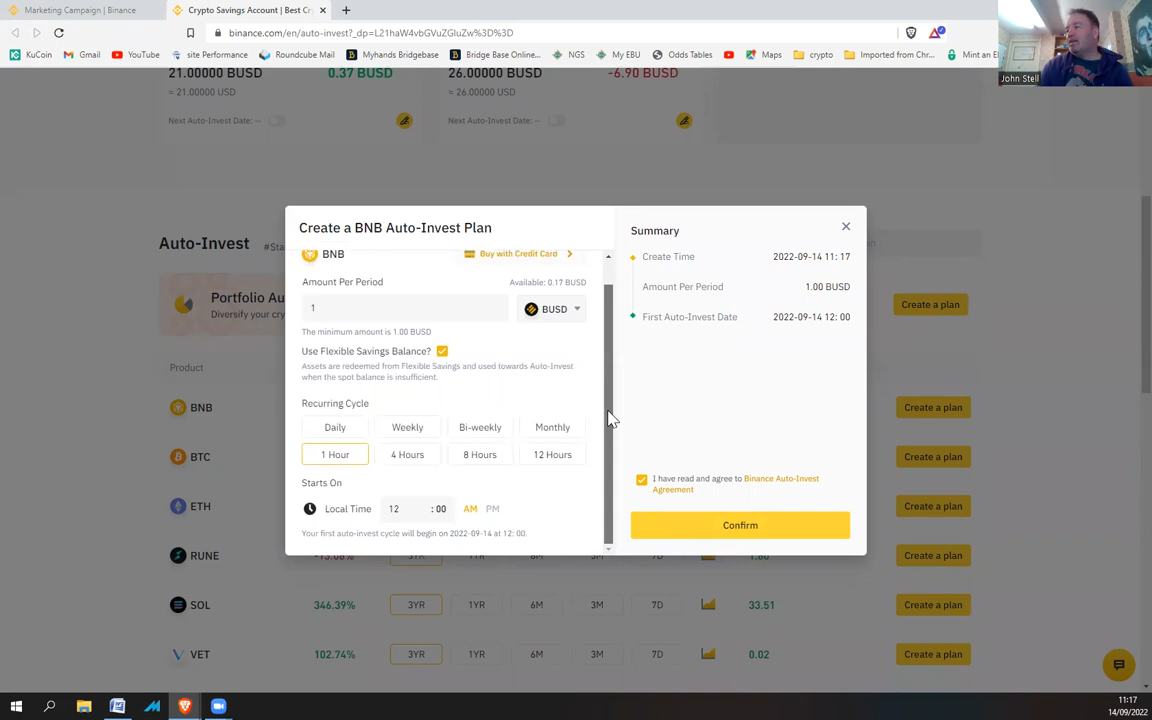 Marketing Campaign | Binance
Crypto Savings Account | Best Cr
binance.com/en/auto-invest?_dp=L21haW4vbGVuZGluZw%3D%3D
KuCoin
Gmail
YouTube
site Performance
Roundcube Mail
Myhands Bridgebase
Bridge Base Online,...
NGS
My EBU
Odds Tables
Maps
crypto
Imported from Chr...
Mint an E
John Stell
21.00000 BUSD
0.37 BUSD
26.00000 BUSD
-6.90 BUSD
≈ 21.00000 USD
≈ 26.00000 USD
Next Auto-Invest Date: --
Next Auto-Invest Date: --
Auto-Invest
#Sta
Portfolio Au
Diversify your cry
Create a plan
Product
BNB
Create a plan
BTC
Create a plan
ETH
Create a plan
RUNE
Create a plan
SOL
346.39%
3YR
1YR
6M
3M
7D
33.51
Create a plan
VET
102.74%
3YR
1YR
6M
3M
7D
0.02
Create a plan
Create a BNB Auto-Invest Plan
BNB
Buy with Credit Card
Amount Per Period
Available: 0.17 BUSD
1
BUSD
The minimum amount is 1.00 BUSD
Use Flexible Savings Balance?
Assets are redeemed from Flexible Savings and used towards Auto-Invest
when the spot balance is insufficient.
Recurring Cycle
Daily
Weekly
Bi-weekly
Monthly
1 Hour
4 Hours
8 Hours
12 Hours
Starts On
Local Time
12 : 00
AM PM
Your first auto-invest cycle will begin on 2022-09-14 at 12: 00.
Summary
Create Time
2022-09-14 11: 17
Amount Per Period
1.00 BUSD
First Auto-Invest Date
2022-09-14 12: 00
I have read and agree to Binance Auto-Invest
Agreement
Confirm
11:17
14/09/2022